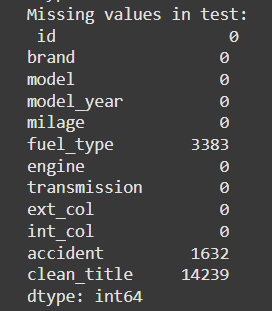 Missing values in test:
id 0
brand 0
model 0
model_year 0
milage 0
fuel_type 3383
engine 0
transmission 0
ext_col 0
int_col 0
accident 1632
clean_title 14239
dtype: int64